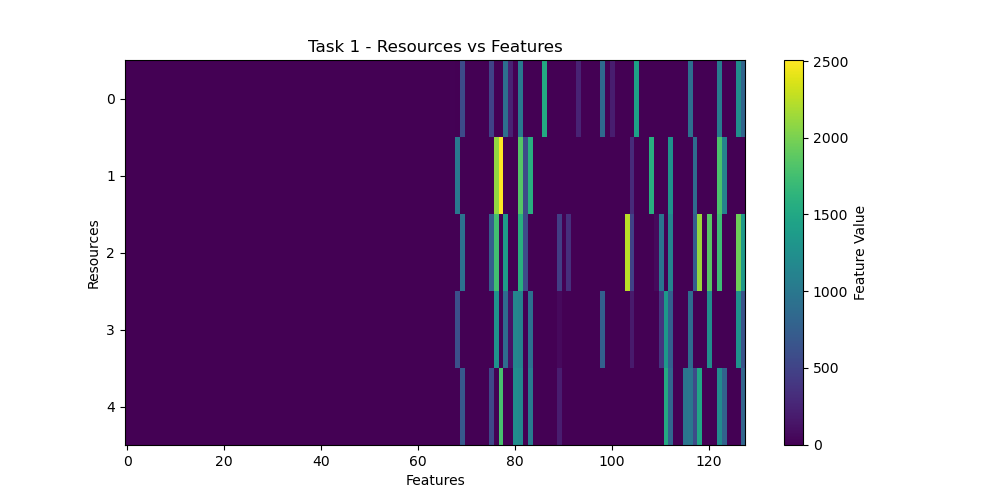 Task 1 - Resources vs Features
Resources
0
1
2
3
4
0 20 40 60 80 100 120
Features
2500
2000
1500
1000
500
0
Feature Value